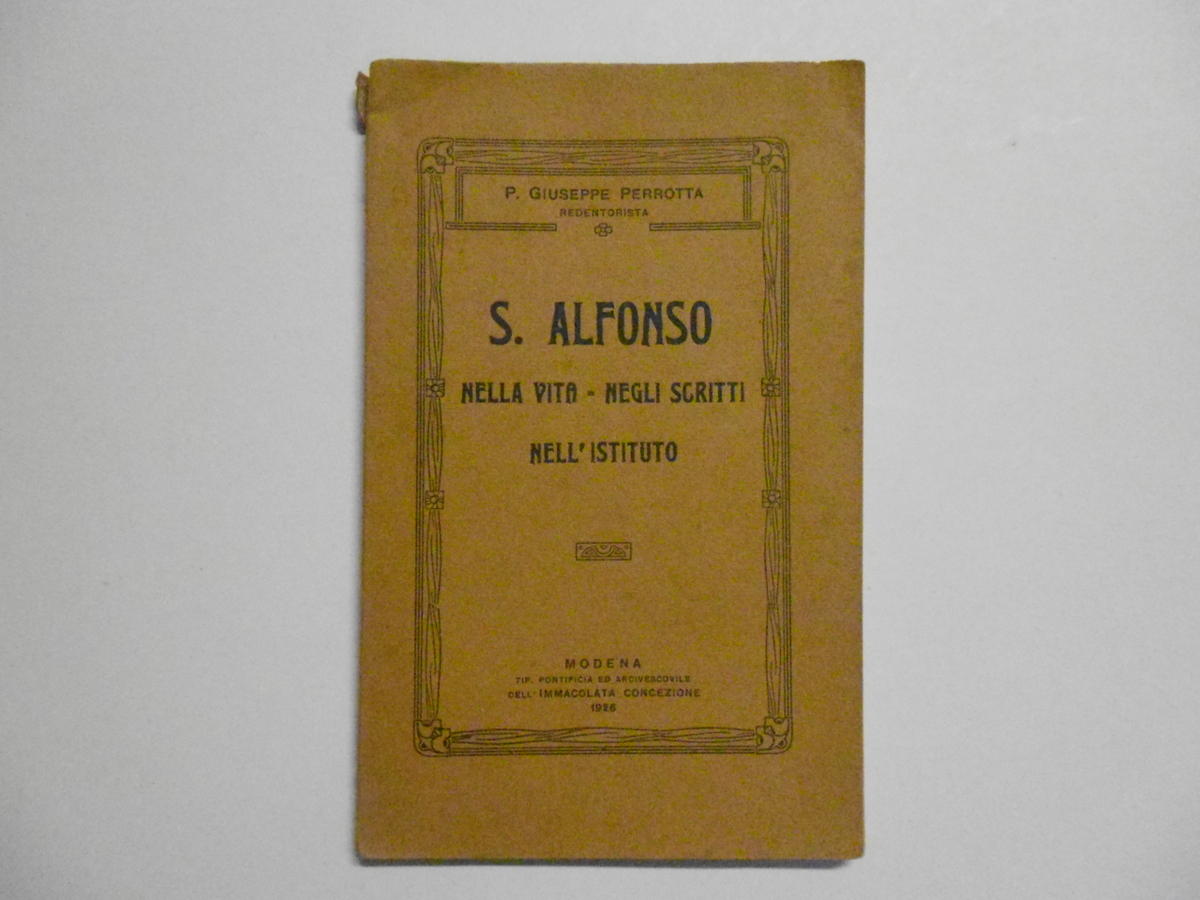 P. GIUSEPPE PERROTTA
REDENTORISTA
S. ALFONSO
NELLA VITA - NEGLI SCRITTI
NELL'ISTITUTO
MODENA
TIP. PONTIFICIA ED ARCIVESCOVILE
DELL'IMMACOLATA CONCEZIONE
1926